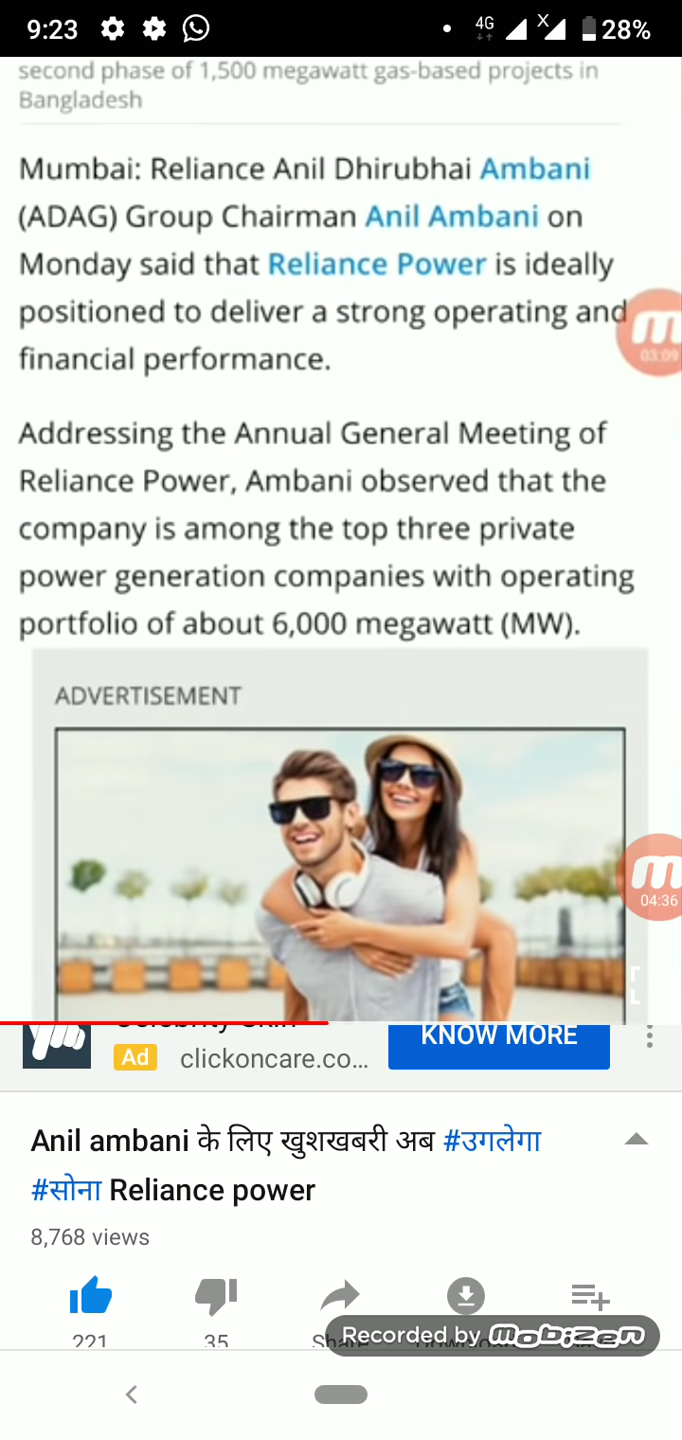 9:23
4G
X
28%
second phase of 1,500 megawatt gas-based projects in
Bangladesh
Mumbai: Reliance Anil Dhirubhai Ambani
(ADAG) Group Chairman Anil Ambani on
Monday said that Reliance Power is ideally
positioned to deliver a strong operating and
financial performance.
03:09
Addressing the Annual General Meeting of
Reliance Power, Ambani observed that the
company is among the top three private
power generation companies with operating
portfolio of about 6,000 megawatt (MW).
ADVERTISEMENT
04:36
Celebrity Skin
KNOW MORE
Ad clickoncare.co...
Anil ambani के लिए खुशखबरी अब #उगलेगा
#सोना Reliance power
8,768 views
221
35
Share
Recorded by mobizen